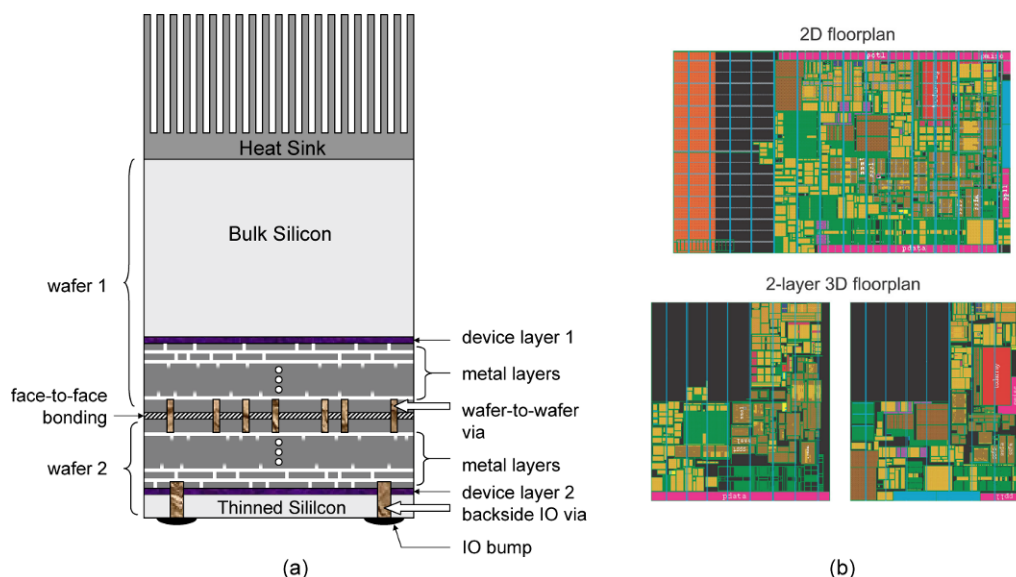 Heat Sink
Bulk Silicon
wafer 1
device layer 1
metal layers
face-to-face
bonding
wafer-to-wafer
via
wafer 2
metal layers
device layer 2
Thinned Sililcon
backside IO via
IO bump
(a)
2D floorplan
pdata
2-layer 3D floorplan
pdata
(b)